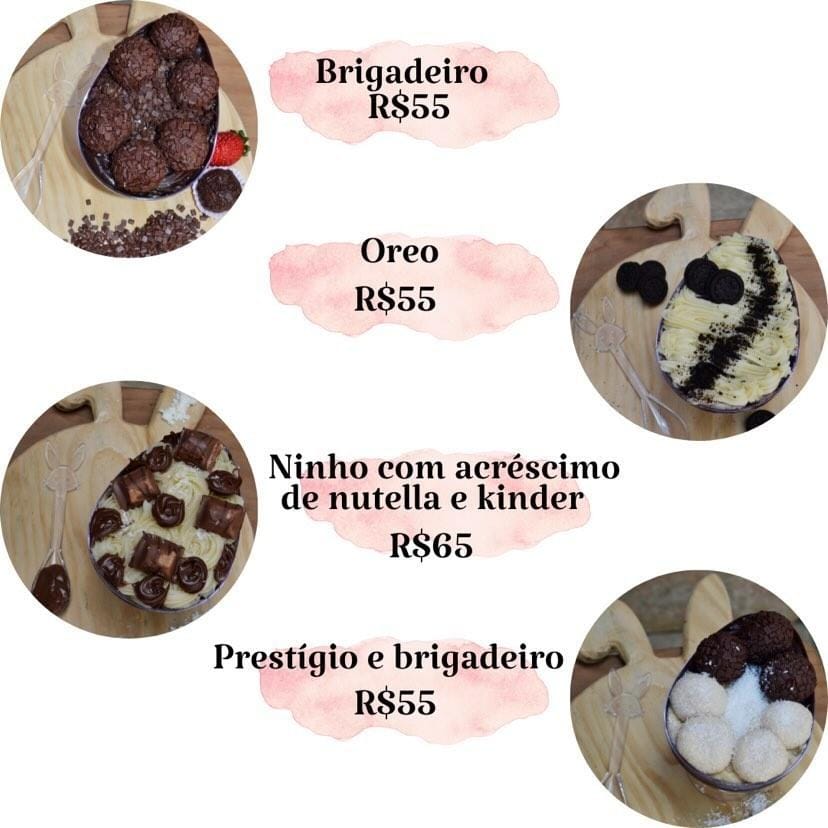 Brigadeiro
R$55
Oreo
R$55
Ninho com acréscimo
de nutella e kinder
R$65
Prestígio e brigadeiro
R$55